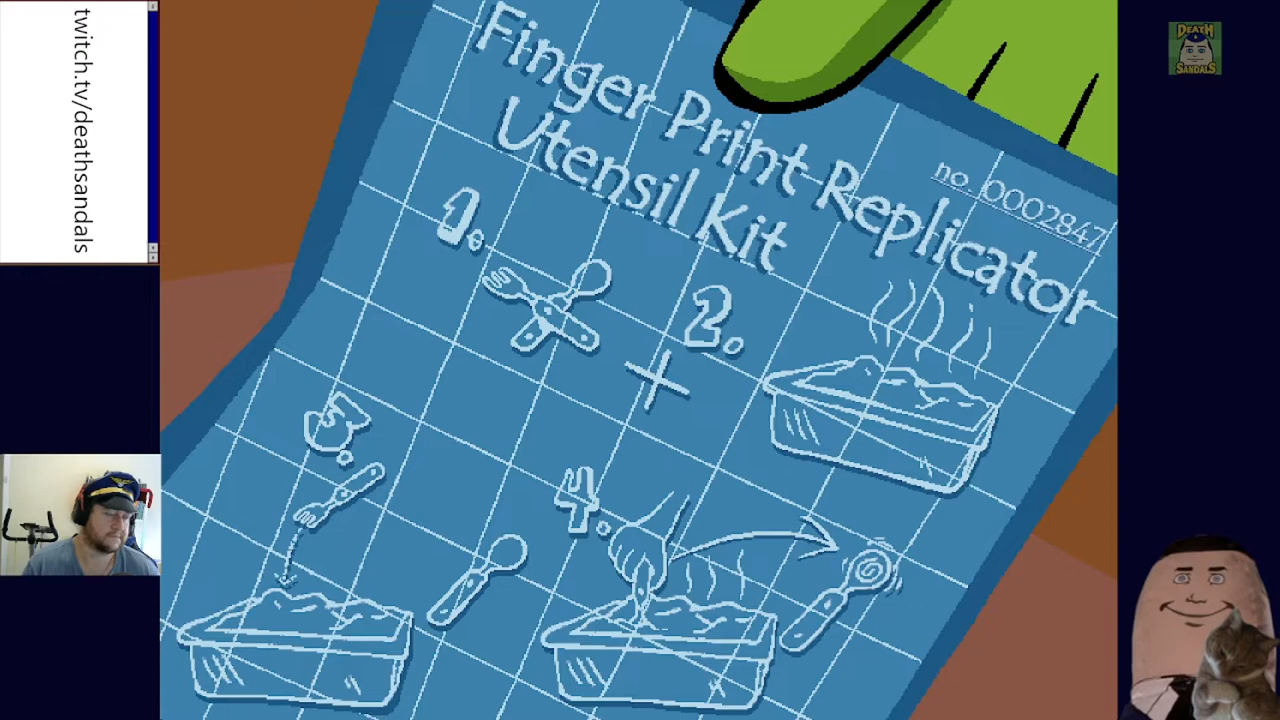 twitch.tv/deathsandals
DEATH
SANDALS
Finger Print Replicator
Utensil Kit
no. 0002847
1.
2.
+
3.
4.